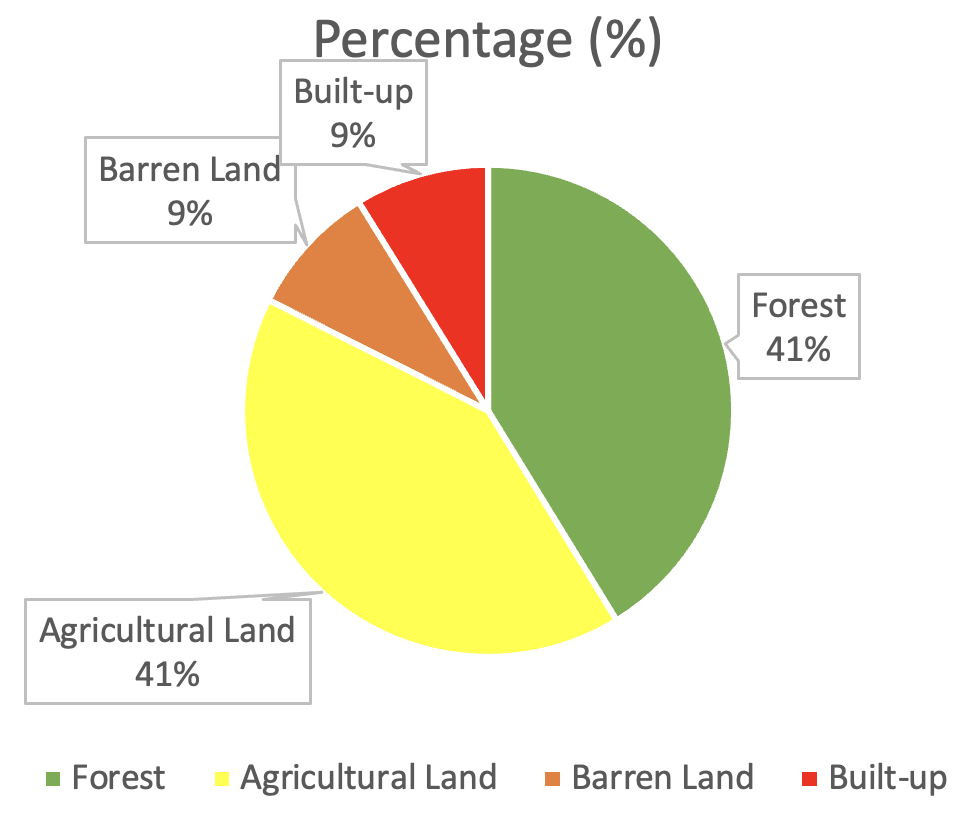 Percentage (%)
Built-up
9%
Barren Land
9%
Forest
41%
Agricultural Land
41%
Forest
Agricultural Land
Barren Land
Built-up